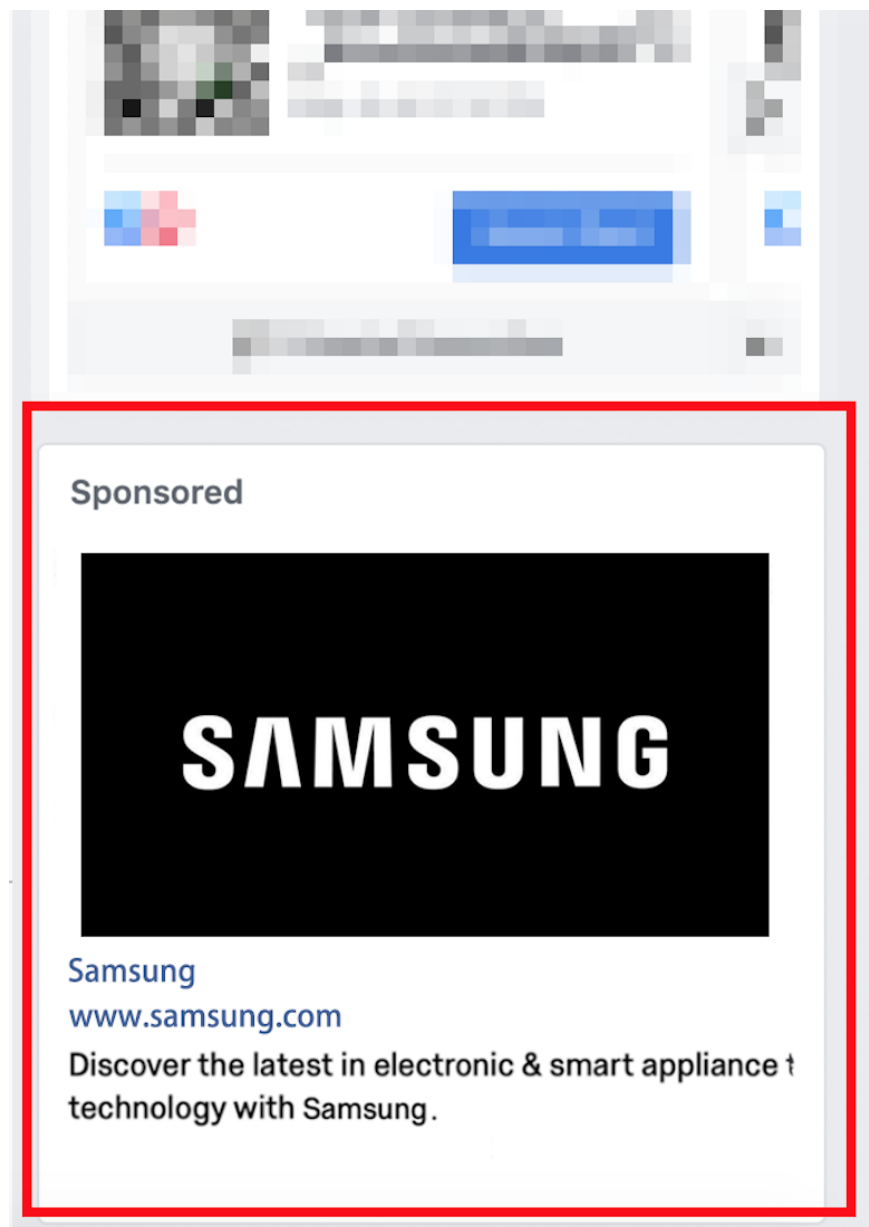 Sponsored
SAMSUNG
Samsung
www.samsung.com
Discover the latest in electronic & smart appliance t
technology with Samsung.